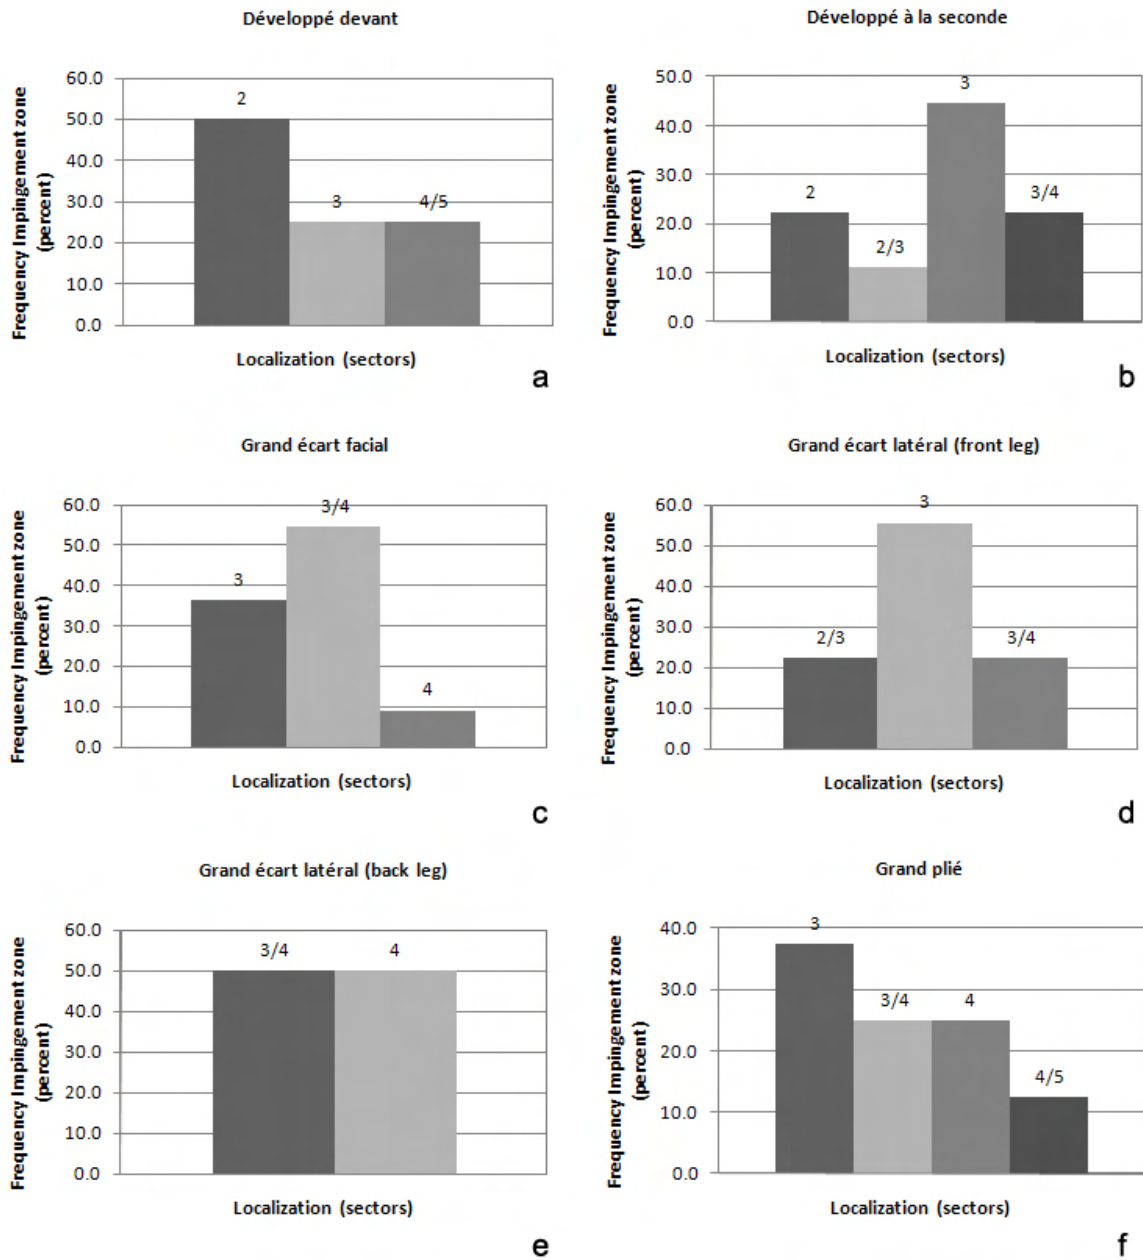 Développé devant
60.0
50.0
40.0
30.0
20.0
10.0
0.0
2
3
4/5
Frequency Impingement zone
(percent)
Localization (sectors)
a
Développé à la seconde
50.0
40.0
30.0
20.0
10.0
0.0
2
2/3
3
3/4
Frequency Impingement zone
(percent)
Localization (sectors)
b
Grand écart facial
60.0
50.0
40.0
30.0
20.0
10.0
0.0
3
3/4
4
Frequency Impingement zone
(percent)
Localization (sectors)
c
Grand écart latéral (front leg)
60.0
50.0
40.0
30.0
20.0
10.0
0.0
2/3
3
3/4
Frequency Impingement zone
(percent)
Localization (sectors)
d
Grand écart latéral (back leg)
60.0
50.0
40.0
30.0
20.0
10.0
0.0
3/4
4
Frequency Impingement zone
(percent)
Localization (sectors)
e
Grand plié
40.0
30.0
20.0
10.0
0.0
3
3/4
4
4/5
Frequency Impingement zone
(percent)
Localization (sectors)
f